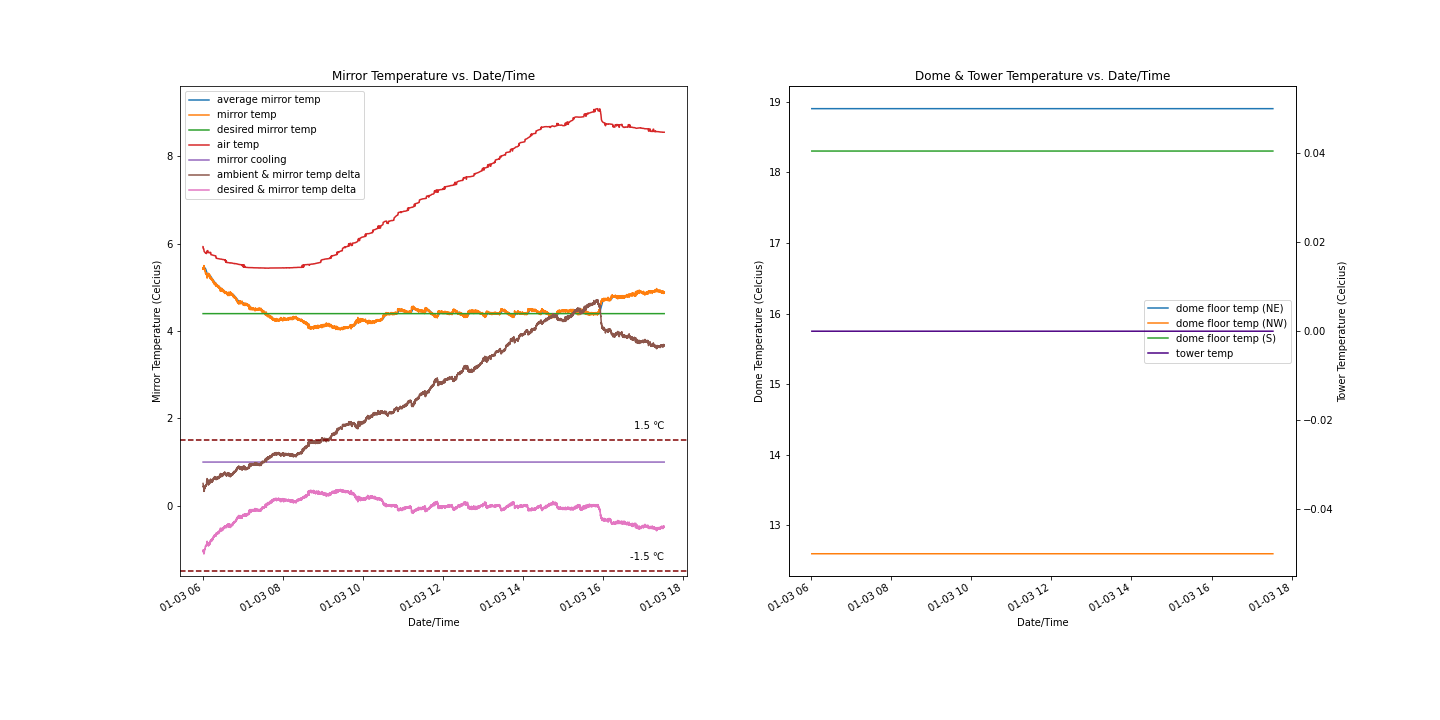 Mirror Temperature vs. Date/Time
average mirror temp
mirror temp
desired mirror temp
air temp
mirror cooling
ambient & mirror temp delta
desired & mirror temp delta
8
6
4
2
0
Mirror Temperature (Celcius)
1.5 °C
-1.5 °C
01-03 06
01-03 08
01-03 10
01-03 12
01-03 14
01-03 16
01-03 18
Date/Time
Dome & Tower Temperature vs. Date/Time
19
18
17
16
15
14
13
Dome Temperature (Celcius)
dome floor temp (NE)
dome floor temp (NW)
dome floor temp (S)
tower temp
0.04
0.02
0.00
−0.02
−0.04
Tower Temperature (Celcius)
01-03 06
01-03 08
01-03 10
01-03 12
01-03 14
01-03 16
01-03 18
Date/Time